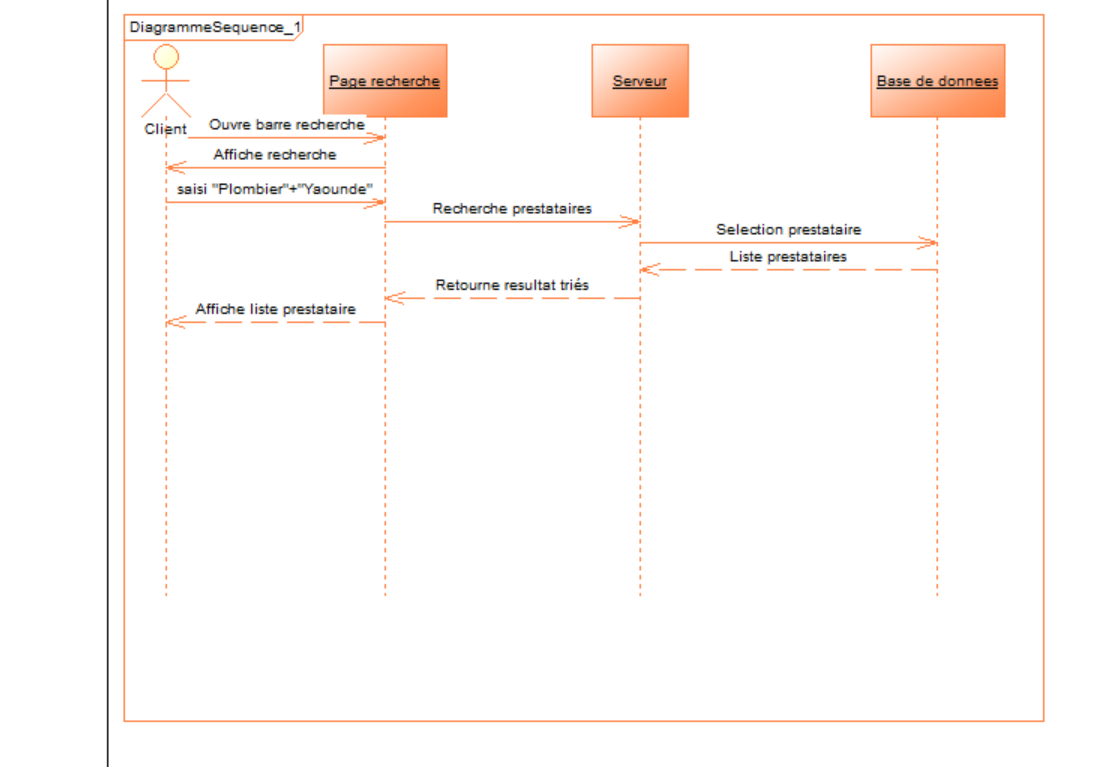 DiagrammeSequence_1
Page recherche
Serveur
Base de donnees
Client
Ouvre barre recherche
Affiche recherche
saisi "Plombier"+"Yaounde"
Recherche prestataires
Selection prestataire
Liste prestataires
Retourne resultat triés
Affiche liste prestataire